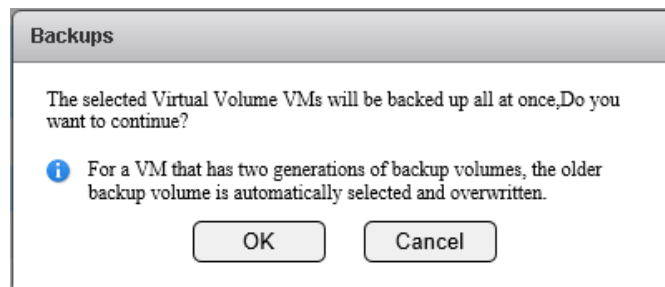 Backups
The selected Virtual Volume VMs will be backed up all at once,Do you
want to continue?
For a VM that has two generations of backup volumes, the older
backup volume is automatically selected and overwritten.
OK Cancel